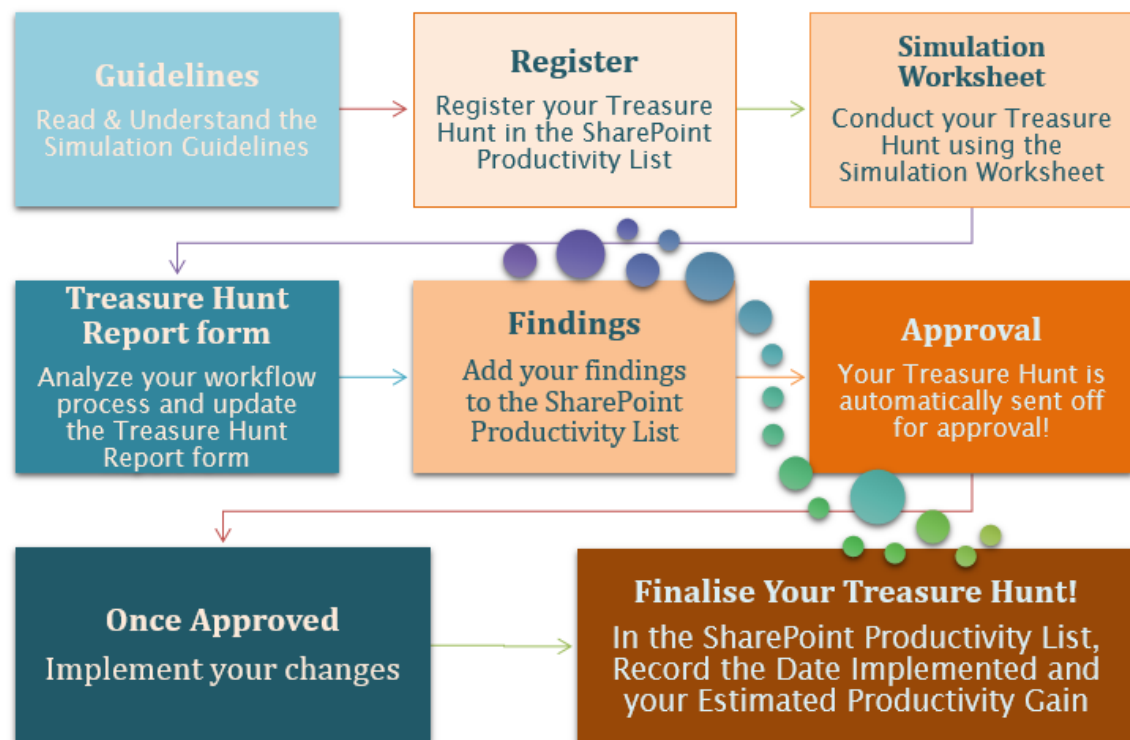 Guidelines
Read & Understand the
Simulation Guidelines
Register
Register your Treasure
Hunt in the SharePoint
Productivity List
Simulation
Worksheet
Conduct your Treasure
Hunt using the
Simulation Worksheet
Treasure Hunt
Report form
Analyze your workflow
process and update
the Treasure Hunt
Report form
Findings
Add your findings
to the SharePoint
Productivity List
Approval
Your Treasure Hunt is
automatically sent off
for approval!
Once Approved
Implement your changes
Finalise Your Treasure Hunt!
In the SharePoint Productivity List,
Record the Date Implemented and
your Estimated Productivity Gain